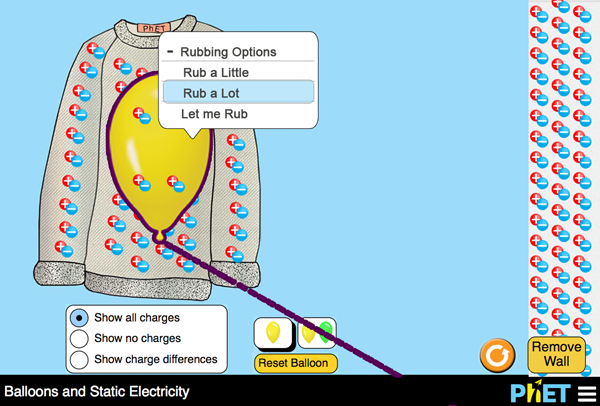 PhET
– Rubbing Options
Rub a Little
Rub a Lot
Let me Rub
Show all charges
Show no charges
Show charge differences
Reset Balloon
Remove
Wall
Balloons and Static Electricity
PhET